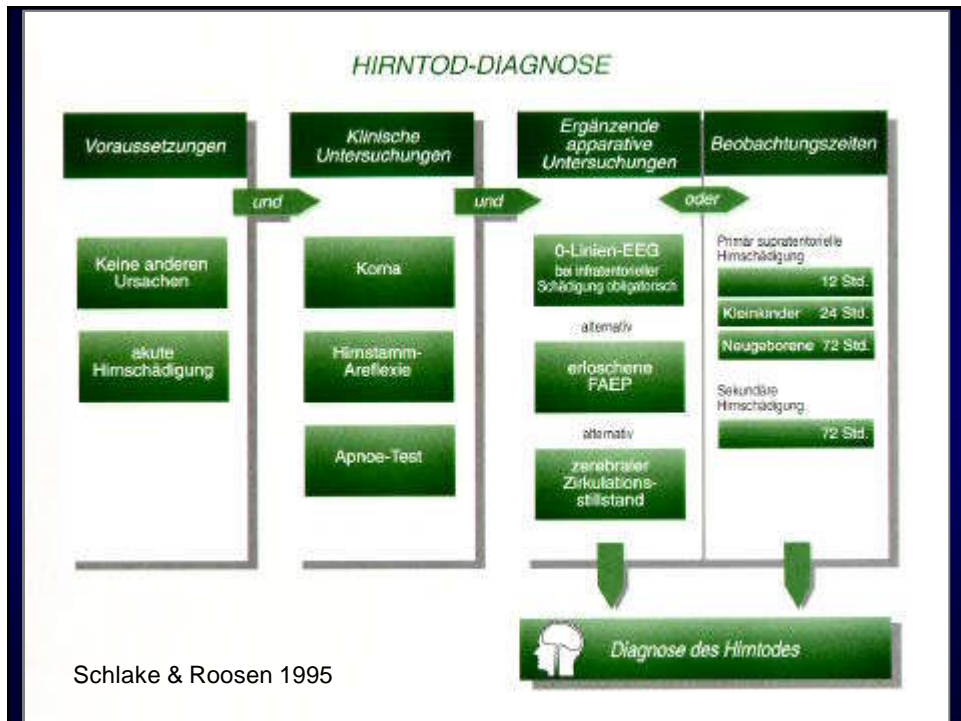 HIRNTOD-DIAGNOSE
Voraussetzungen
und
Keine anderen
Ursachen
akute
Hirnschädigung
Klinische
Untersuchungen
und
Koma
Hirnstamm-
Areflexie
Apnoe-Test
Ergänzende
apparative
Untersuchungen
oder
0-Linien-EEG
bei infratentorieller
Schädigung obligatorisch
alternativ
erloschene
FAEP
alternativ
zerebraler
Zirkulations-
stillstand
Beobachtungszeiten
Primär supratentorielle
Hirnschädigung
12 Std.
Kleinkinder 24 Std.
Neugeborene 72 Std.
Sekundäre
Hirnschädigung
72 Std.
Diagnose des Hirntodes
Schlake & Roosen 1995